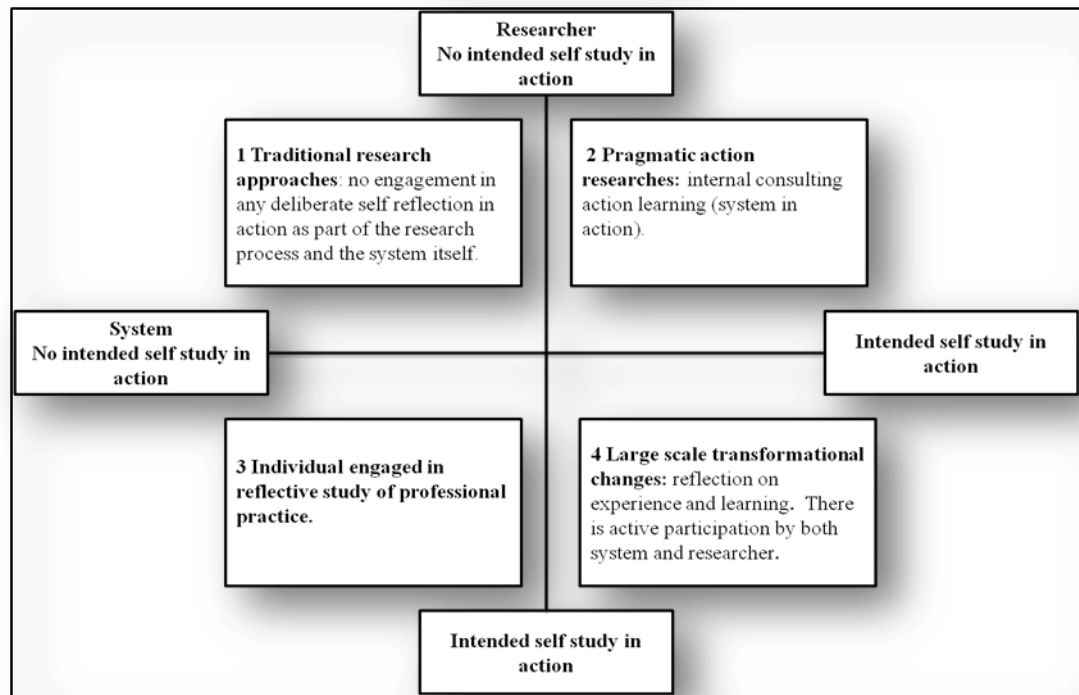 Researcher
No intended self study in
action
1 Traditional research
approaches: no engagement in
any deliberate self reflection in
action as part of the research
process and the system itself.
2 Pragmatic action
researches: internal consulting
action learning (system in
action).
System
No intended self study in
action
Intended self study in
action
3 Individual engaged in
reflective study of professional
practice.
4 Large scale transformational
changes: reflection on
experience and learning. There
is active participation by both
system and researcher.
Intended self study in
action